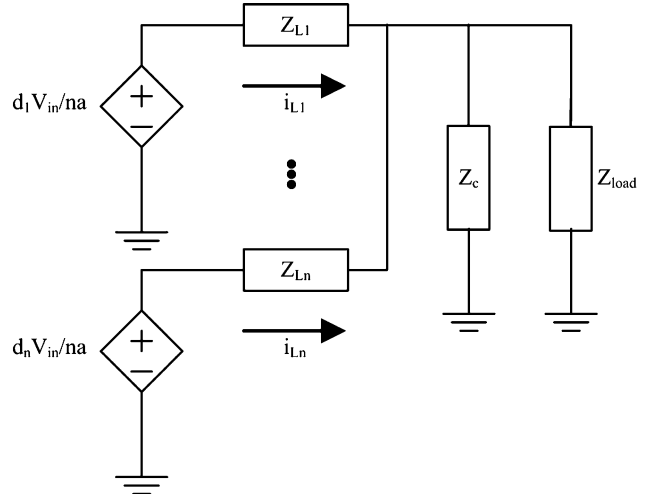 Z_L1
d_1V_in/na
+
−
i_L1
Z_c
Z_load
Z_Ln
d_nV_in/na
+
−
i_Ln